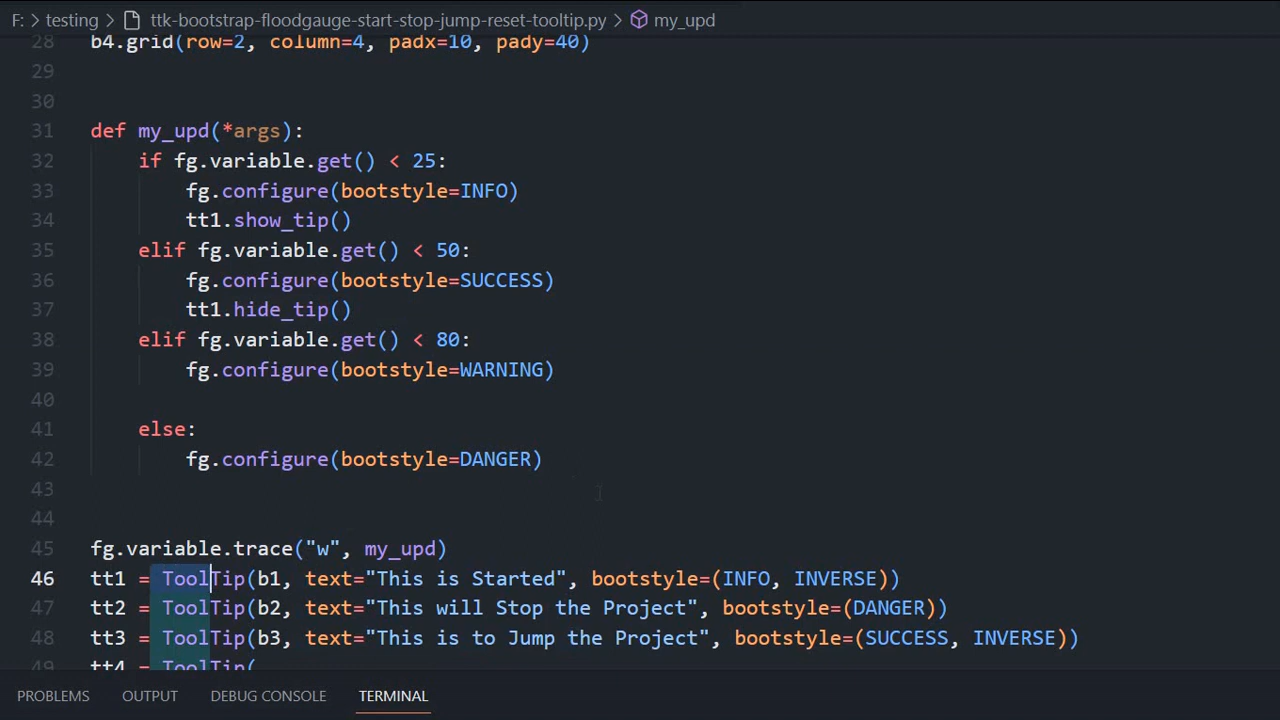 F: > testing > ttk-bootstrap-floodgauge-start-stop-jump-reset-tooltip.py > my_upd
28 b4.grid(row=2, column=4, padx=10, pady=40)
29
30
31 def my_upd(*args):
32 if fg.variable.get() < 25:
33 fg.configure(bootstyle=INFO)
34 tt1.show_tip()
35 elif fg.variable.get() < 50:
36 fg.configure(bootstyle=SUCCESS)
37 tt1.hide_tip()
38 elif fg.variable.get() < 80:
39 fg.configure(bootstyle=WARNING)
40
41 else:
42 fg.configure(bootstyle=DANGER)
43
44
45 fg.variable.trace("w", my_upd)
46 tt1 = ToolTip(b1, text="This is Started", bootstyle=(INFO, INVERSE))
47 tt2 = ToolTip(b2, text="This will Stop the Project", bootstyle=(DANGER))
48 tt3 = ToolTip(b3, text="This is to Jump the Project", bootstyle=(SUCCESS, INVERSE))
49 tt4 = ToolTip(
PROBLEMS OUTPUT DEBUG CONSOLE TERMINAL